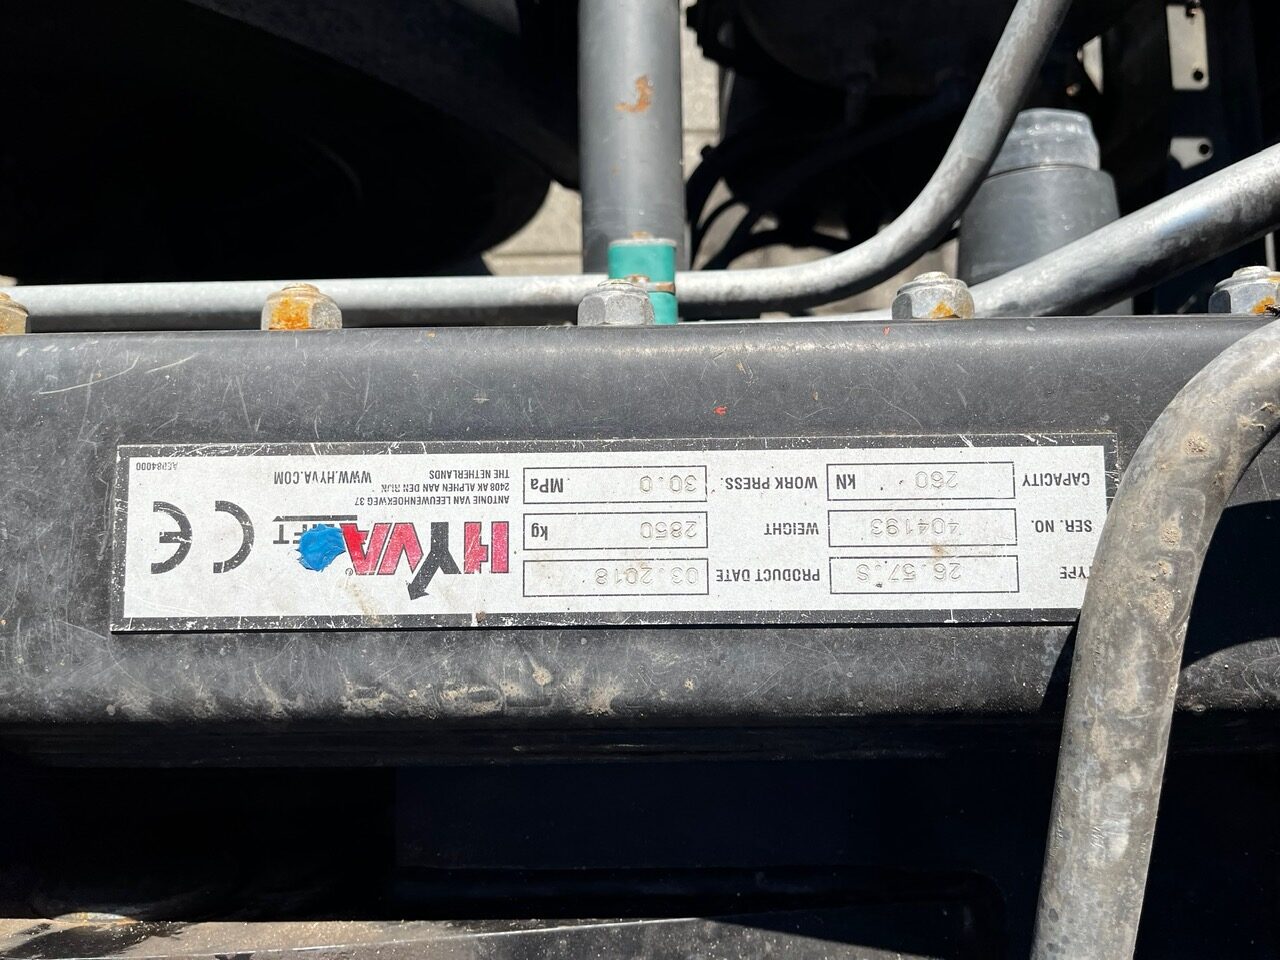 TYPE 26.57.S PRODUCT DATE 03.2018
SER. NO. 404193 WEIGHT 2850 kg
CAPACITY 260 kN WORK PRESS. 30.0 MPa
HYVA®
LIFT
ANTONIE VAN LEEUWENHOEKWEG 37
2408 AK ALPHEN AAN DEN RIJN
THE NETHERLANDS
WWW.HYVA.COM
CE